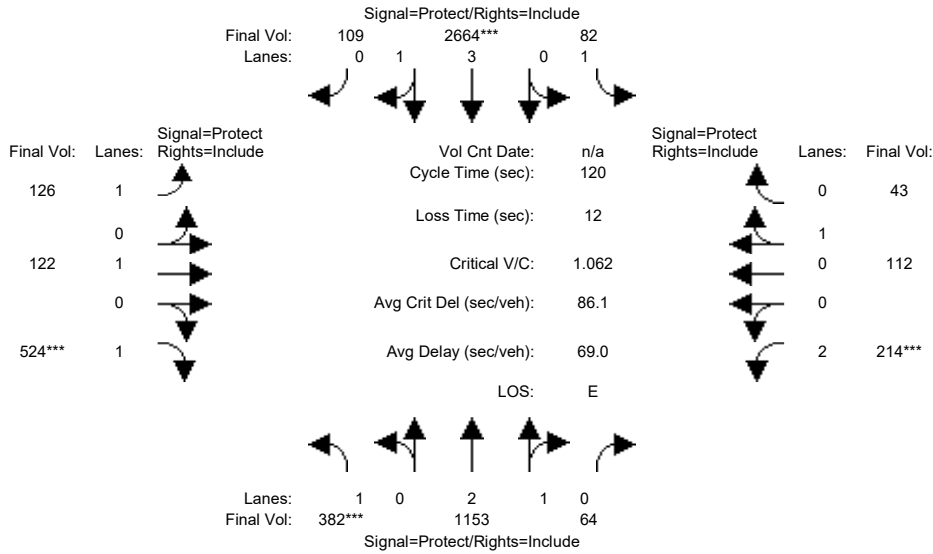 Signal=Protect/Rights=Include
Final Vol: 109 2664*** 82
Lanes: 0 1 3 0 1
Signal=Protect
Final Vol: Lanes: Rights=Include
Vol Cnt Date: n/a
Signal=Protect
Rights=Include Lanes: Final Vol:
Cycle Time (sec): 120
126 1
0 43
Loss Time (sec): 12
0
1
122 1
Critical V/C: 1.062
0 112
0
Avg Crit Del (sec/veh): 86.1
0
524*** 1
Avg Delay (sec/veh): 69.0
2 214***
LOS: E
Lanes: 1 0 2 1 0
Final Vol: 382*** 1153 64
Signal=Protect/Rights=Include